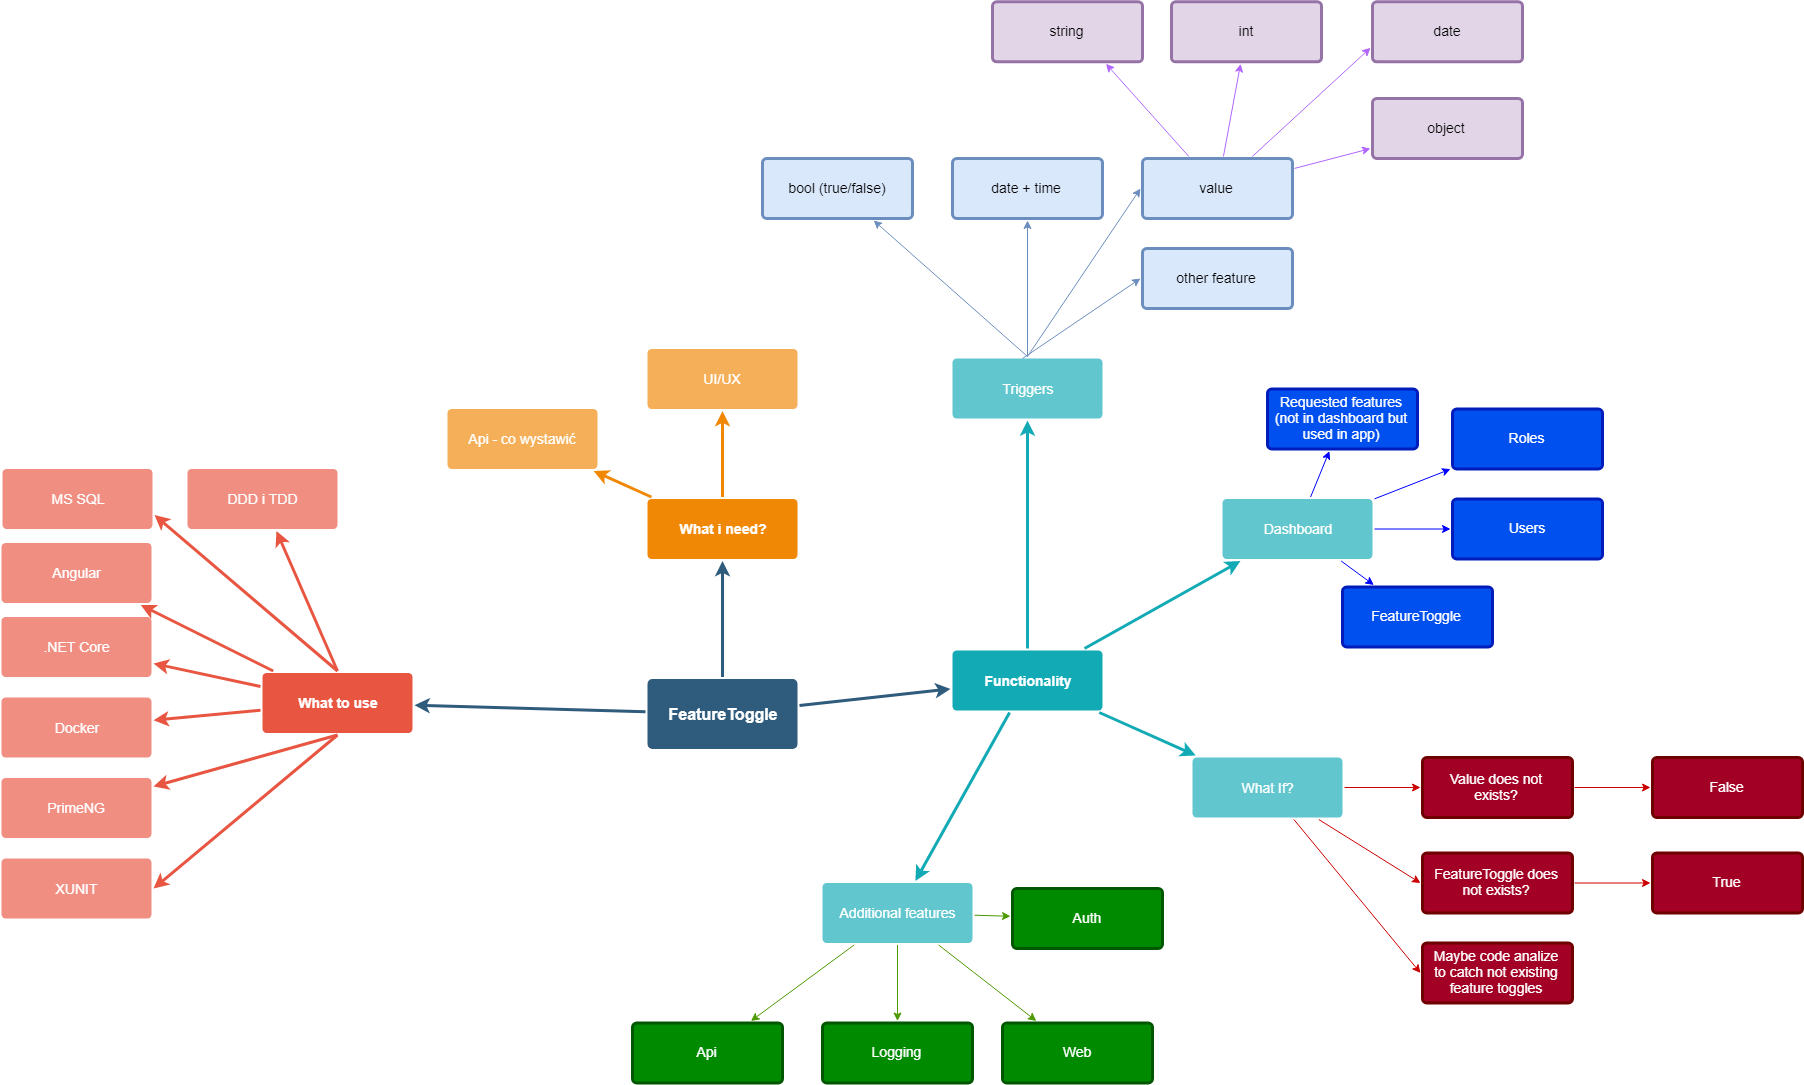 string
int
date
object
bool (true/false)
date + time
value
other feature
UI/UX
Triggers
Api - co wystawić
Requested features
(not in dashboard but
used in app)
Roles
MS SQL
DDD i TDD
What i need?
Dashboard
Users
Angular
FeatureToggle
.NET Core
Functionality
What to use
FeatureToggle
Docker
What If?
Value does not
exists?
False
PrimeNG
FeatureToggle does
not exists?
True
XUNIT
Additional features
Auth
Maybe code analize
to catch not existing
feature toggles
Api
Logging
Web